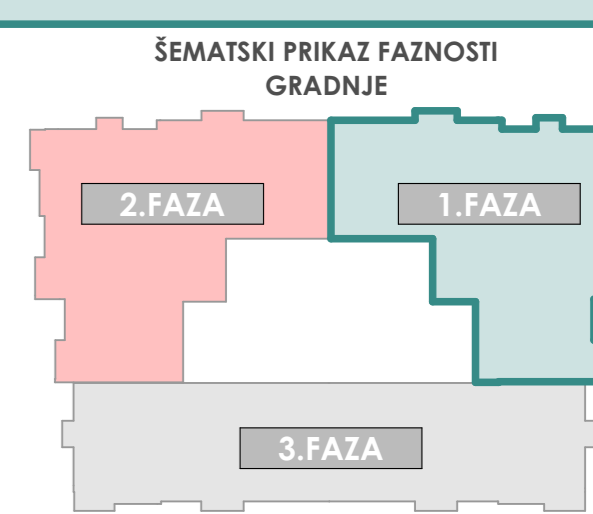 ŠEMATSKI PRIKAZ FAZNOSTI
GRADNJE
2.FAZA
1.FAZA
3.FAZA